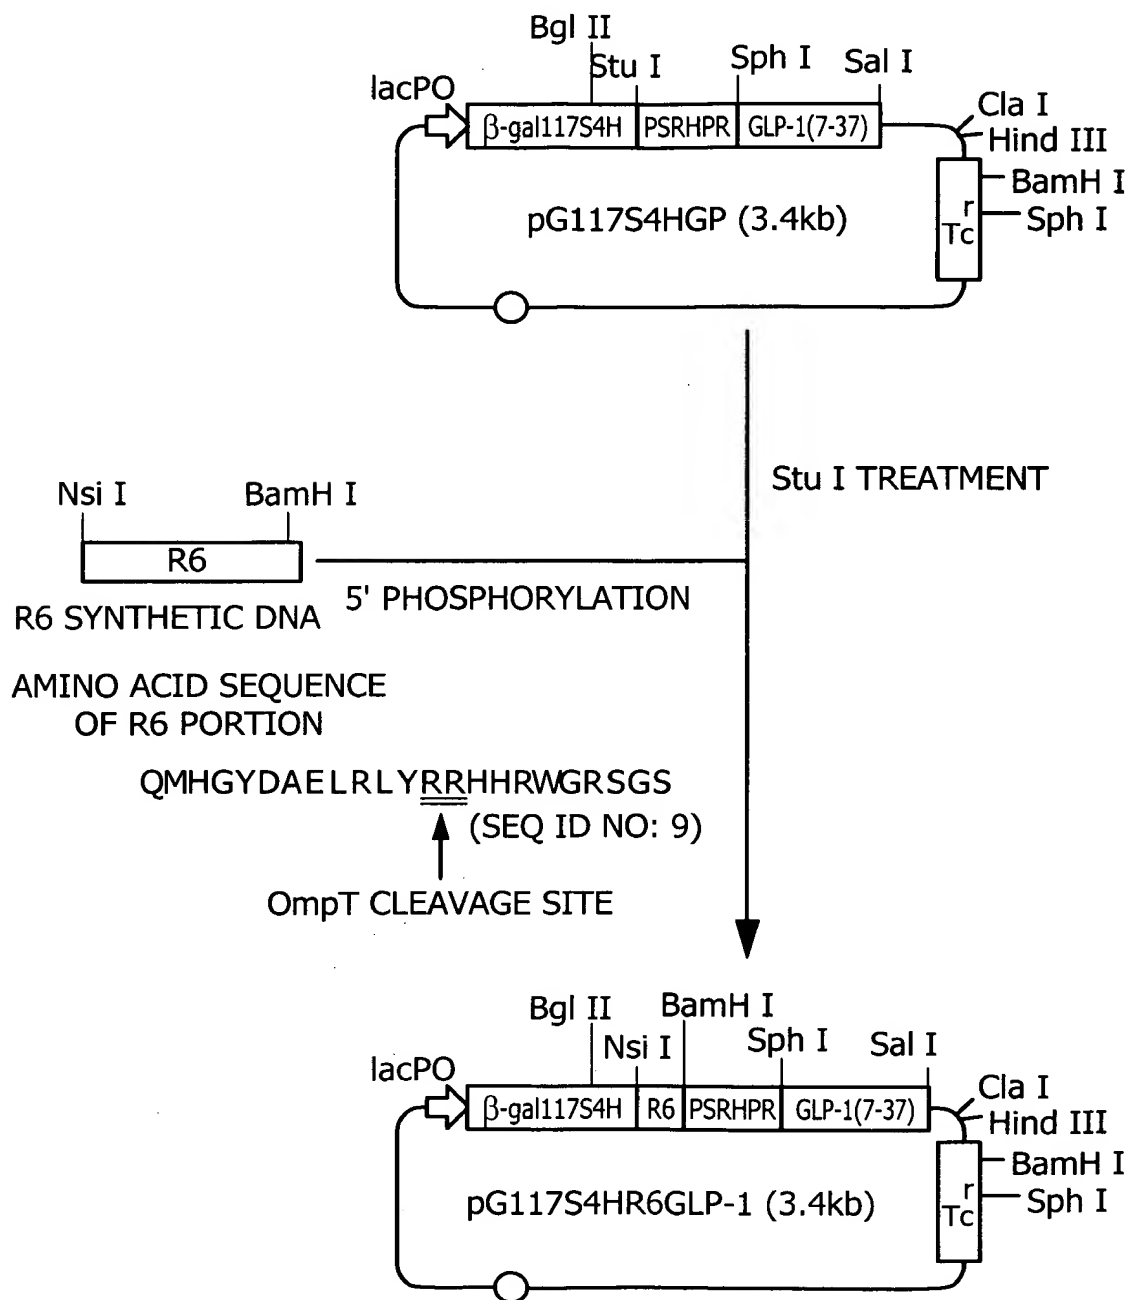 Bgl II
Stu I
Sph I
Sal I
lacPO
Cla I
Hind III
β-gal117S4H
PSRHPR
GLP-1(7-37)
BamH I
r
Tc
Sph I
pG117S4HGP (3.4kb)
Stu I TREATMENT
Nsi I
BamH I
R6
R6 SYNTHETIC DNA
5' PHOSPHORYLATION
AMINO ACID SEQUENCE
OF R6 PORTION
QMHGYDAELRLYRRHHRWGRSGS
(SEQ ID NO: 9)
OmpT CLEAVAGE SITE
Bgl II
BamH I
Nsi I
Sph I
Sal I
lacPO
Cla I
Hind III
β-gal117S4H
R6
PSRHPR
GLP-1(7-37)
BamH I
r
Tc
Sph I
pG117S4HR6GLP-1 (3.4kb)